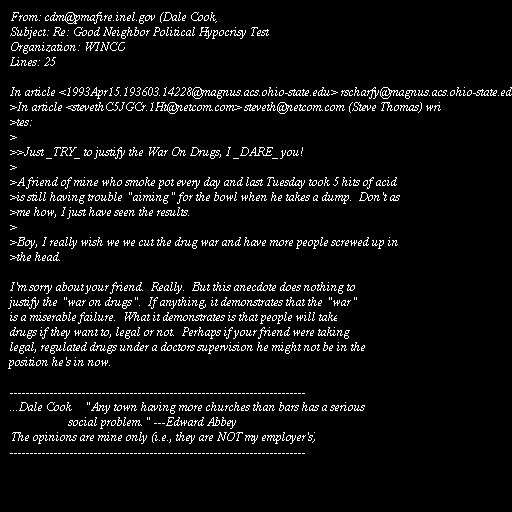 From: cdm@pmafire.inel.gov (Dale Cook,
Subject: Re: Good Neighbor Political Hypocrisy Test
Organization: WINCO
Lines: 25

In article <1993Apr15.193603.14228@magnus.acs.ohio-state.edu> rscharfy@magnus.acs.ohio-state.ed
>In article <stevethC5JGCr.1Ht@netcom.com> steveth@netcom.com (Steve Thomas) wri
>tes:
>
>>Just _TRY_ to justify the War On Drugs, I _DARE_ you!
>
>A friend of mine who smoke pot every day and last Tuesday took 5 hits of acid
>is still having trouble "aiming" for the bowl when he takes a dump.  Don't as
>me how, I just have seen the results.
>
>Boy, I really wish we we cut the drug war and have more people screwed up in
>the head.

I'm sorry about your friend.  Really.  But this anecdote does nothing to
justify the "war on drugs".  If anything, it demonstrates that the "war"
is a miserable failure.  What it demonstrates is that people will take
drugs if they want to, legal or not.  Perhaps if your friend were taking
legal, regulated drugs under a doctors supervision he might not be in the
position he's in now.

--------------------------------------------------------------------------
...Dale Cook    "Any town having more churches than bars has a serious
social problem." ---Edward Abbey
The opinions are mine only (i.e., they are NOT my employer's,
--------------------------------------------------------------------------